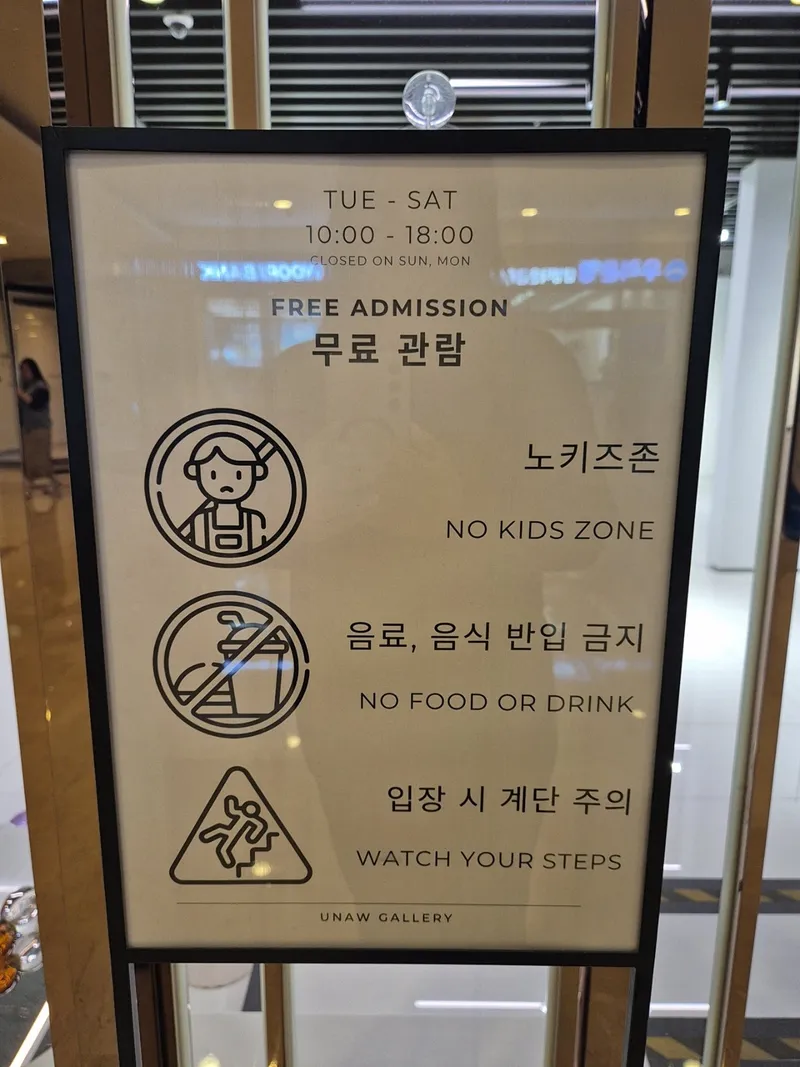 TUE - SAT
10:00 - 18:00
CLOSED ON SUN, MON
FREE ADMISSION
무료 관람
노키즈존
NO KIDS ZONE
음료, 음식 반입 금지
NO FOOD OR DRINK
입장 시 계단 주의
WATCH YOUR STEPS
UNAW GALLERY